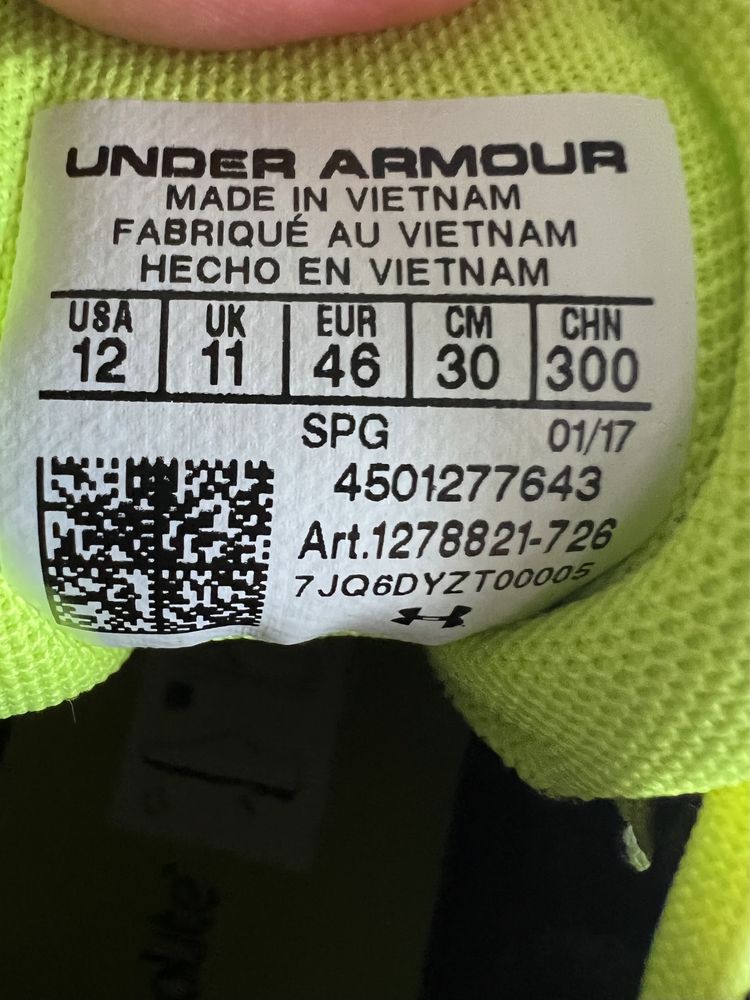 UNDER ARMOUR
MADE IN VIETNAM
FABRIQUÉ AU VIETNAM
HECHO EN VIETNAM
USA UK EUR CM CHN
12 11 46 30 300
SPG 01/17
4501277643
Art.1278821-726
7JQ6DYZT00005